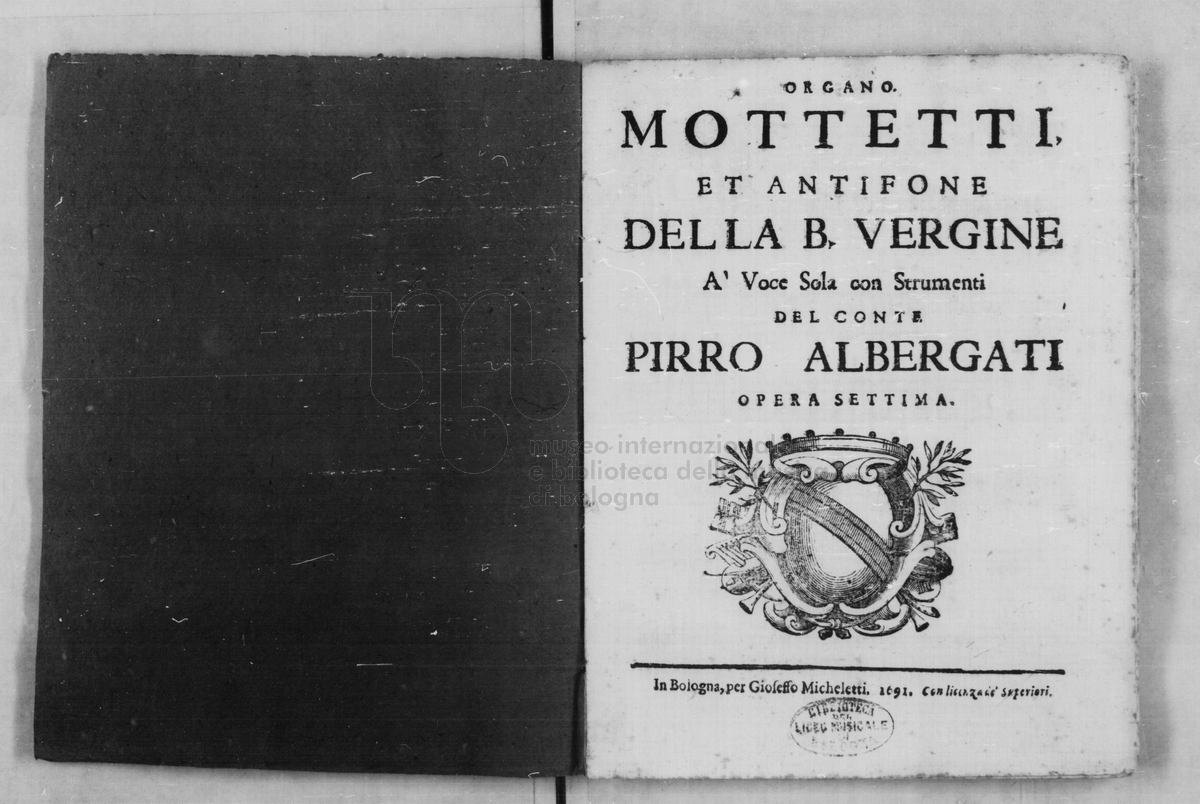 ORGANO.
MOTTETTI,
ET ANTIFONE
DELLA B. VERGINE
A' Voce Sola con Strumenti
DEL CONTE
PIRRO ALBERGATI
OPERA SETTIMA.
museo internazionale
e biblioteca della
di bologna
In Bologna, per Gioseffo Micheletti. 1691. Con licenza de' Superiori.
BIBLIOTECA
DEL
LICEO MUSICALE